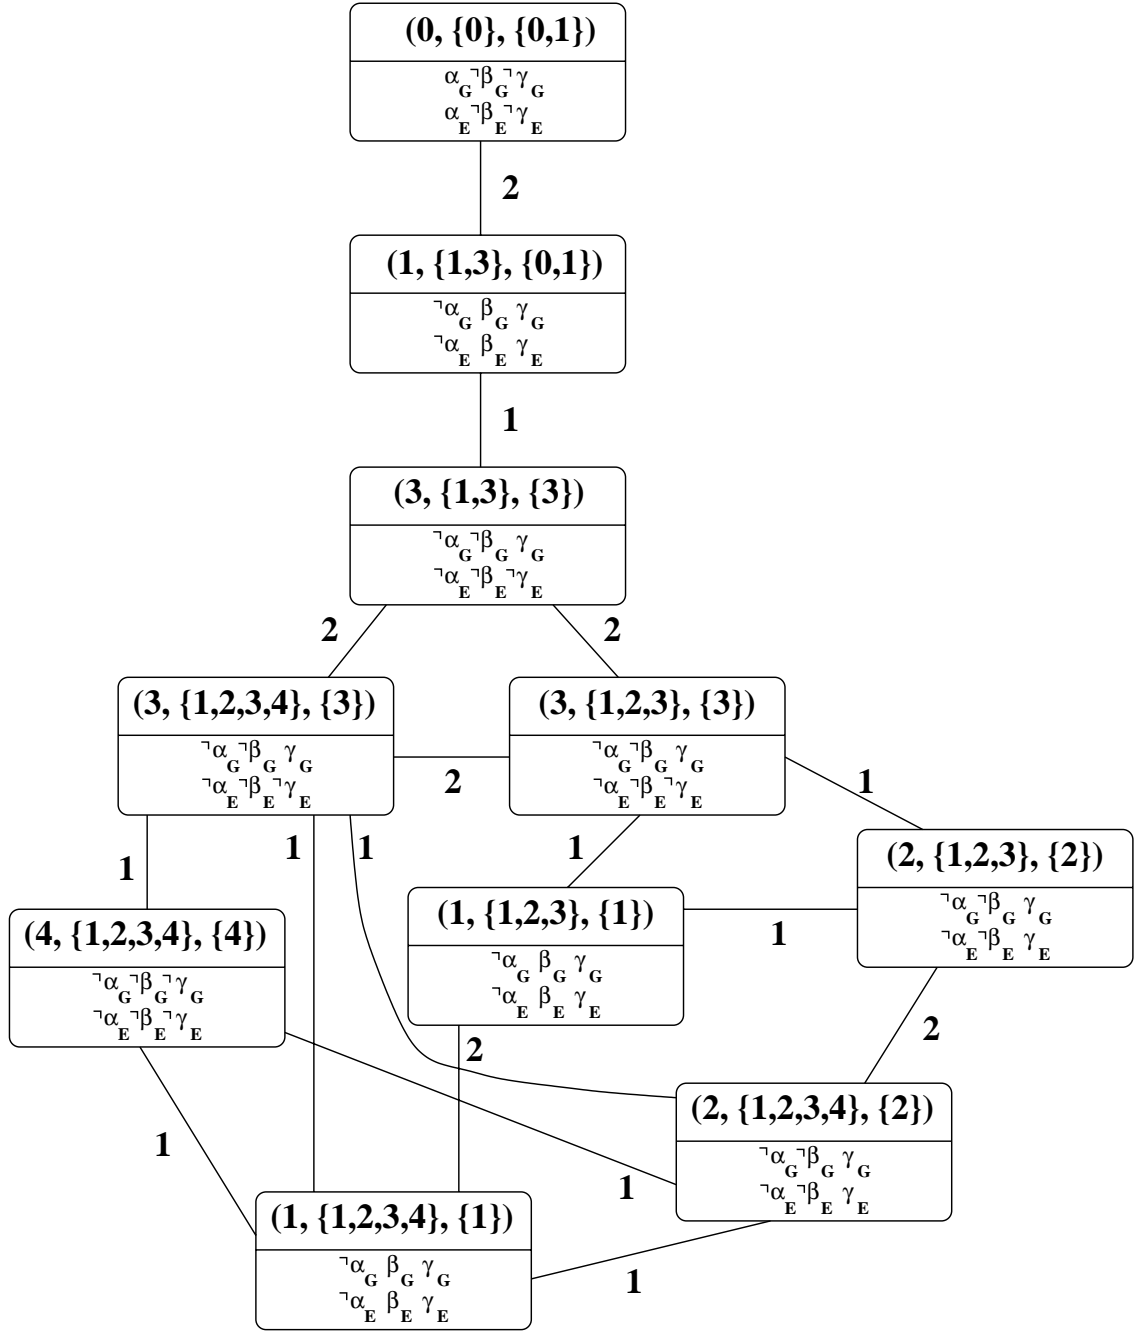 (0, {0}, {0,1})
α_G ¬β_G ¬γ_G
α_E ¬β_E ¬γ_E
2
(1, {1,3}, {0,1})
¬α_G β_G γ_G
¬α_E β_E γ_E
1
(3, {1,3}, {3})
¬α_G ¬β_G γ_G
¬α_E ¬β_E ¬γ_E
2
2
(3, {1,2,3,4}, {3})
¬α_G ¬β_G γ_G
¬α_E ¬β_E ¬γ_E
2
(3, {1,2,3}, {3})
¬α_G ¬β_G γ_G
¬α_E ¬β_E ¬γ_E
1
1
1
1
1
(2, {1,2,3}, {2})
¬α_G ¬β_G γ_G
¬α_E ¬β_E γ_E
(4, {1,2,3,4}, {4})
¬α_G ¬β_G ¬γ_G
¬α_E ¬β_E ¬γ_E
(1, {1,2,3}, {1})
¬α_G β_G γ_G
¬α_E β_E γ_E
1
2
2
(2, {1,2,3,4}, {2})
¬α_G ¬β_G γ_G
¬α_E ¬β_E γ_E
1
1
(1, {1,2,3,4}, {1})
¬α_G β_G γ_G
¬α_E β_E γ_E
1